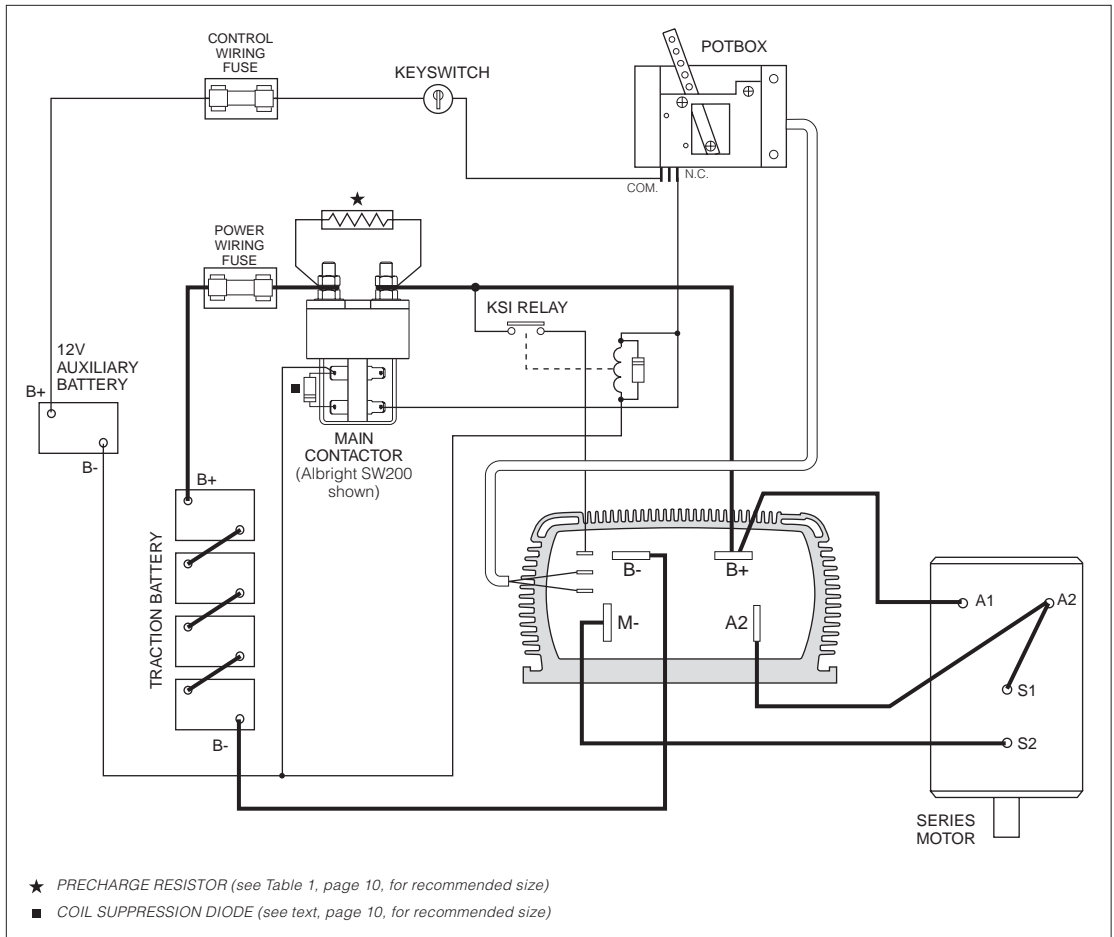 CONTROL
WIRING
FUSE
KEYSWITCH
POTBOX
COM.
N.C.
★
POWER
WIRING
FUSE
KSI RELAY
12V
AUXILIARY
BATTERY
B+
B-
■
MAIN
CONTACTOR
(Albright SW200
shown)
B+
TRACTION BATTERY
B-
B-
B+
M-
A2
A1
A2
S1
S2
SERIES
MOTOR
★ PRECHARGE RESISTOR (see Table 1, page 10, for recommended size)
■ COIL SUPPRESSION DIODE (see text, page 10, for recommended size)